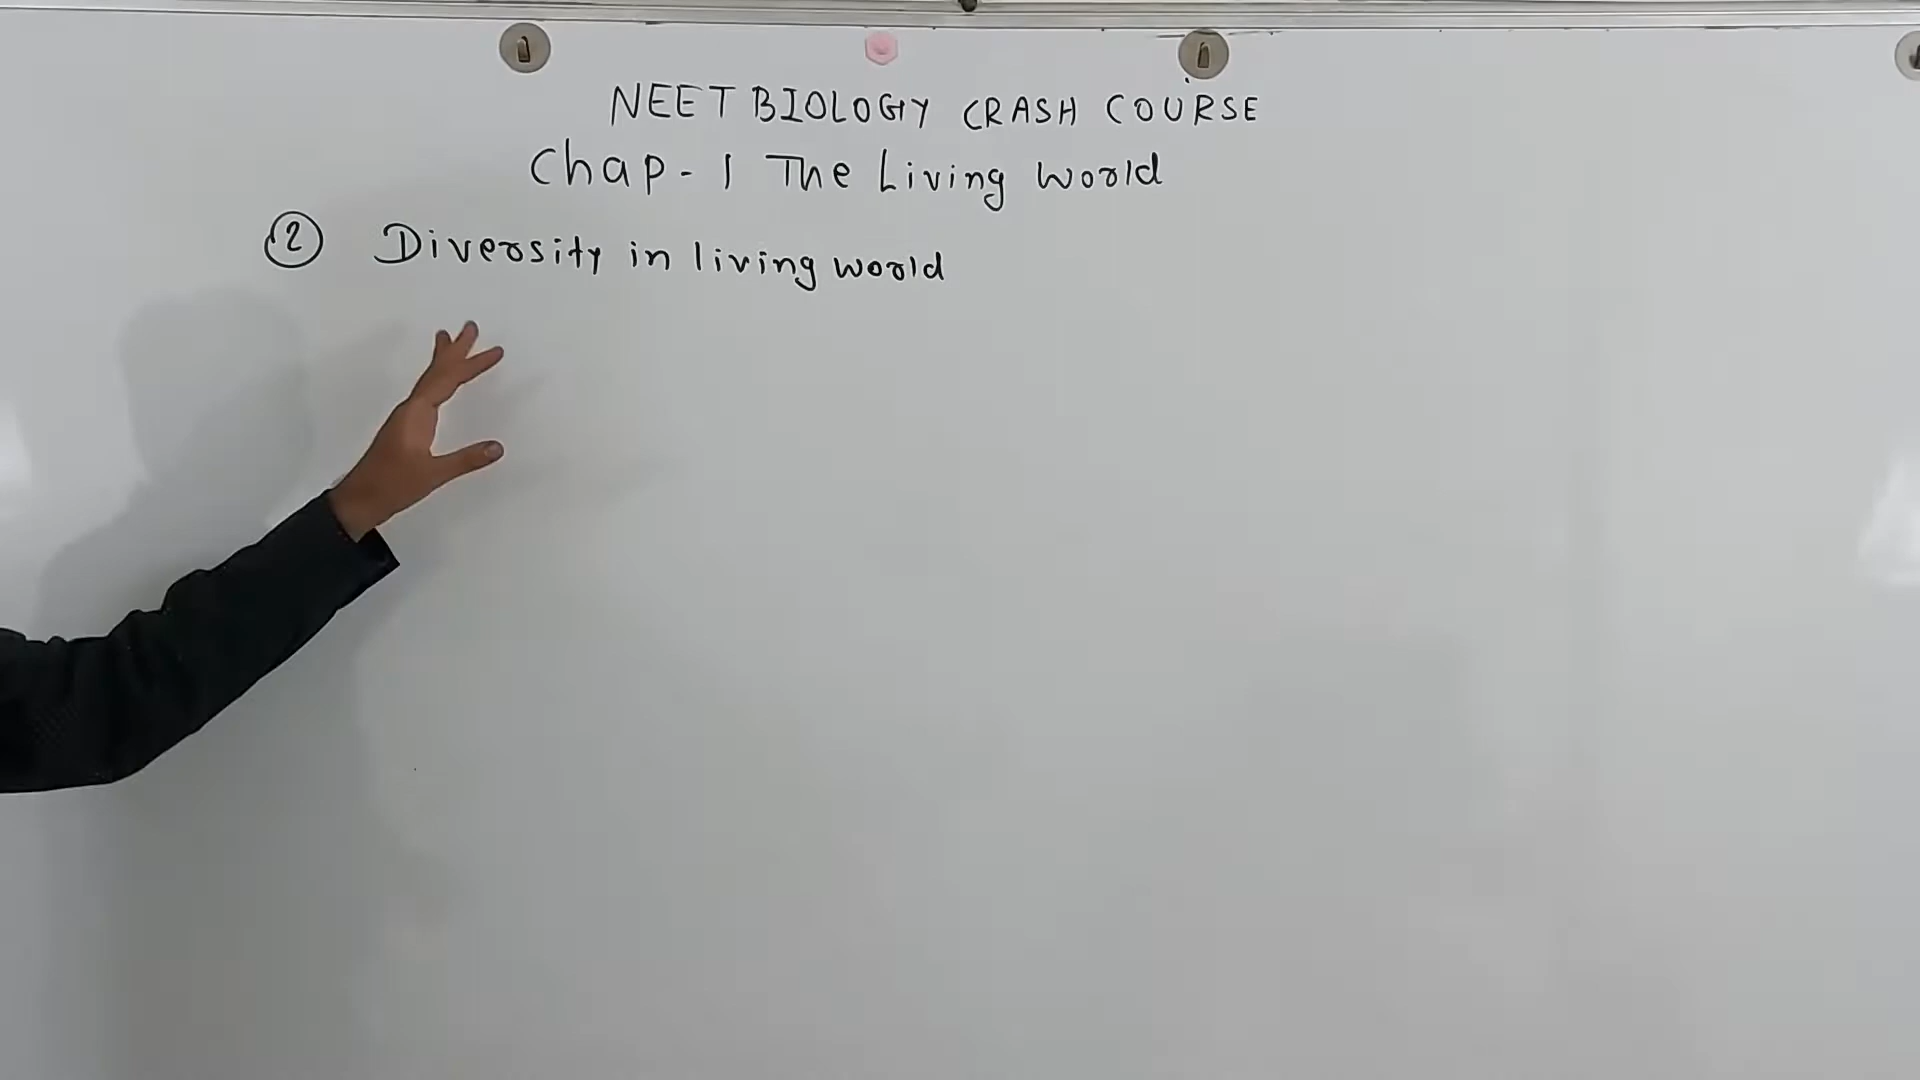 NEET BIOLOGY CRASH COURSE
Chap - 1 The Living World
② Diversity in living world